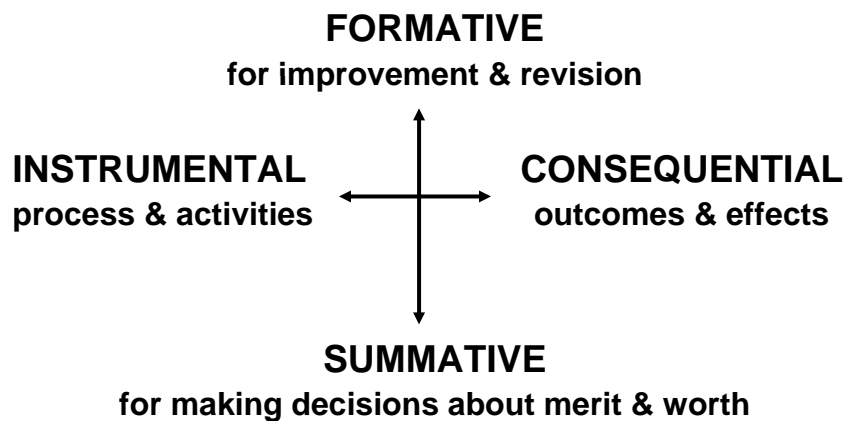 FORMATIVE
for improvement & revision
INSTRUMENTAL
process & activities
CONSEQUENTIAL
outcomes & effects
SUMMATIVE
for making decisions about merit & worth